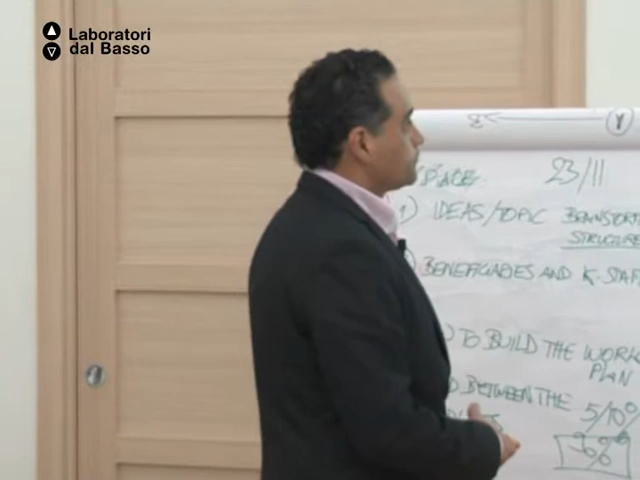 Laboratori
dal Basso
23/11
1) IDEAS/TOPIC
STRUCTURE
BENEFICIARIES AND K-STAF
) TO BUILD THE WORK
PLAN
BETWEEN THE
5/10%